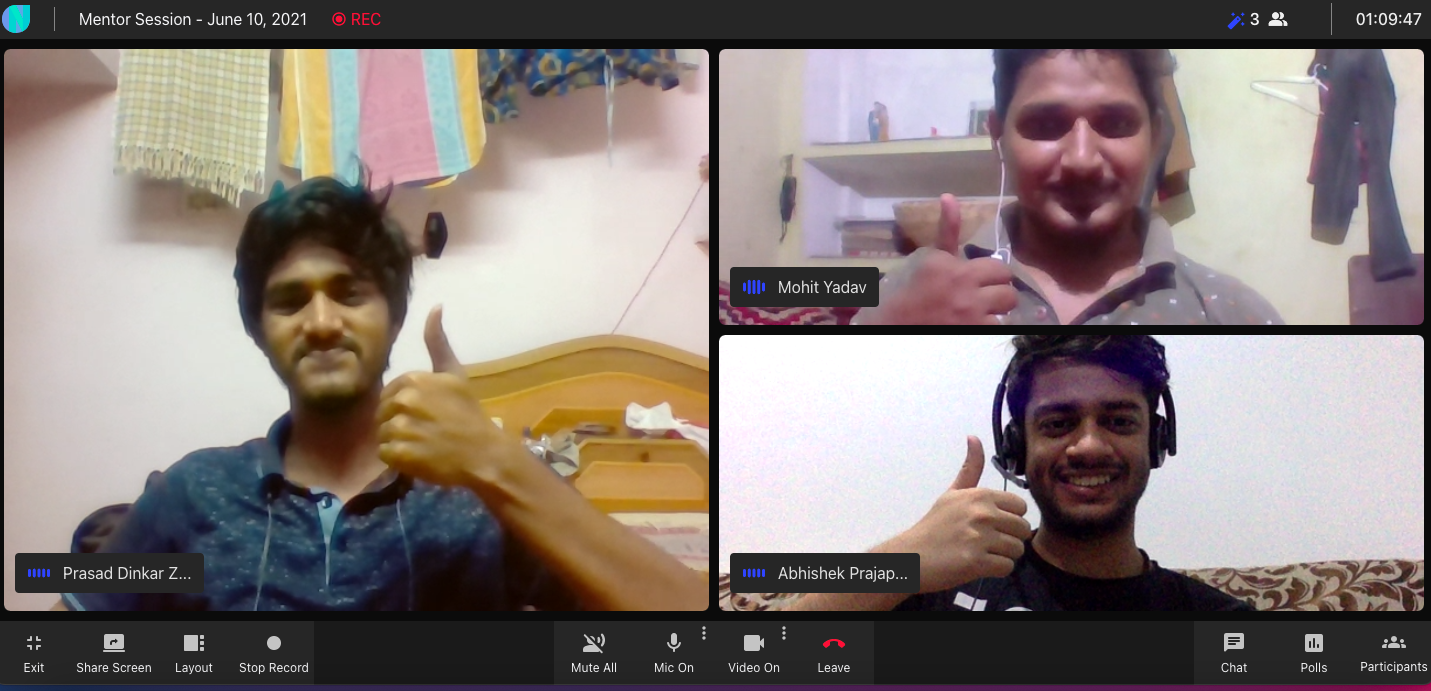 Mentor Session - June 10, 2021
REC
3
01:09:47
Mohit Yadav
Prasad Dinkar Z...
Abhishek Prajap...
Exit
Share Screen
Layout
Stop Record
Mute All
Mic On
Video On
Leave
Chat
Polls
Participants